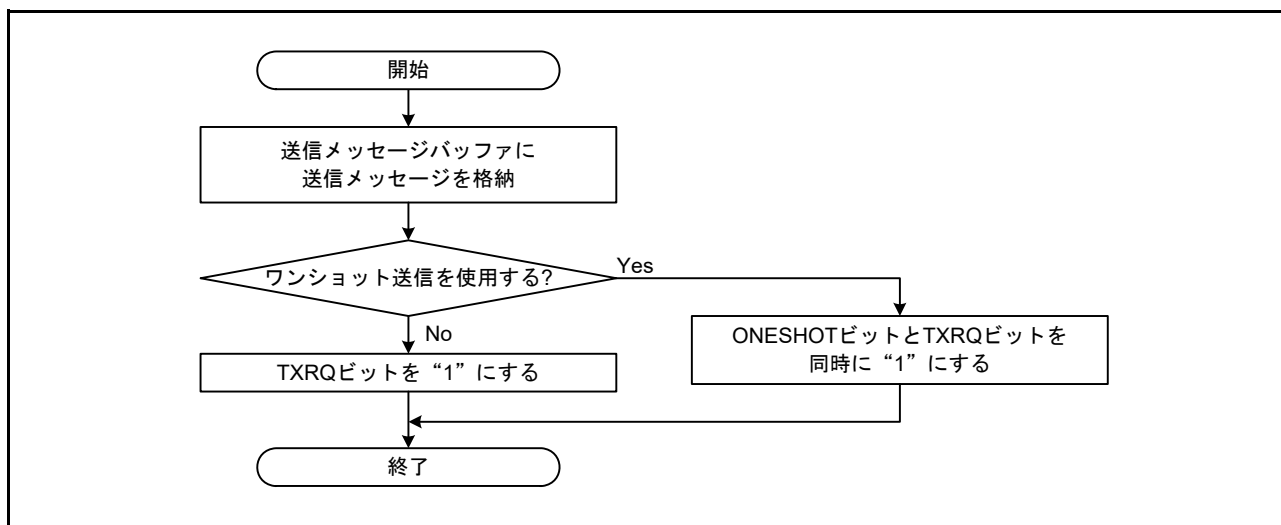 開始
送信メッセージバッファに
送信メッセージを格納
ワンショット送信を使用する?
Yes
No
ONESHOTビットとTXRQビットを
同時に“1”にする
TXRQビットを“1”にする
終了